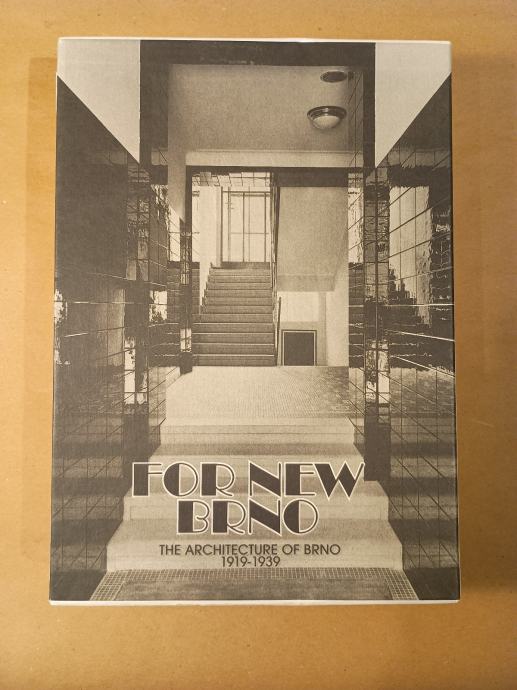 FOR NEW
BRNO
THE ARCHITECTURE OF BRNO
1919-1939